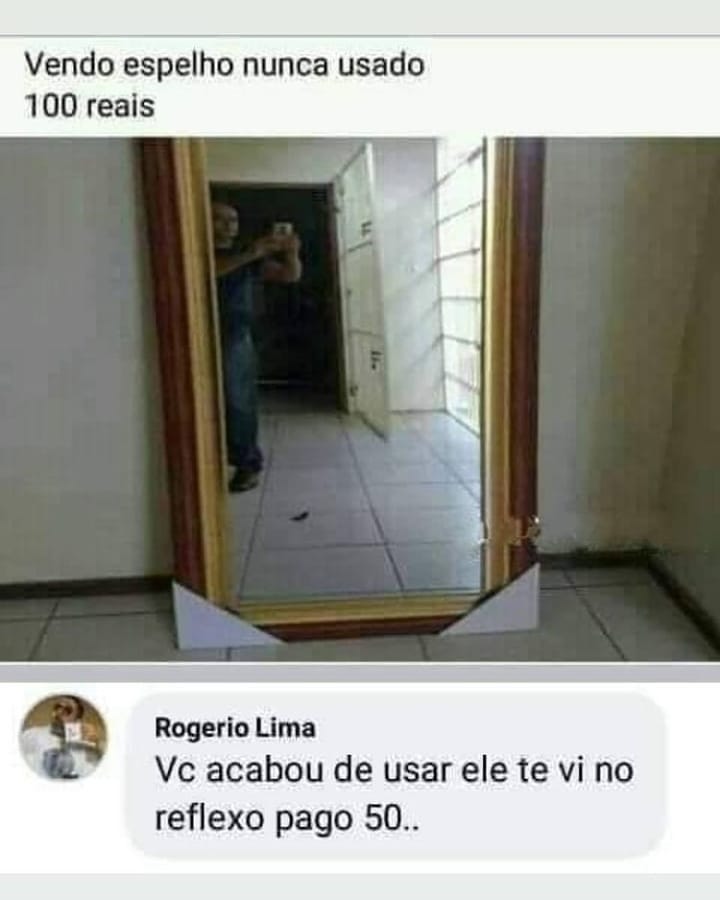 Vendo espelho nunca usado
100 reais
Rogerio Lima
Vc acabou de usar ele te vi no
reflexo pago 50..